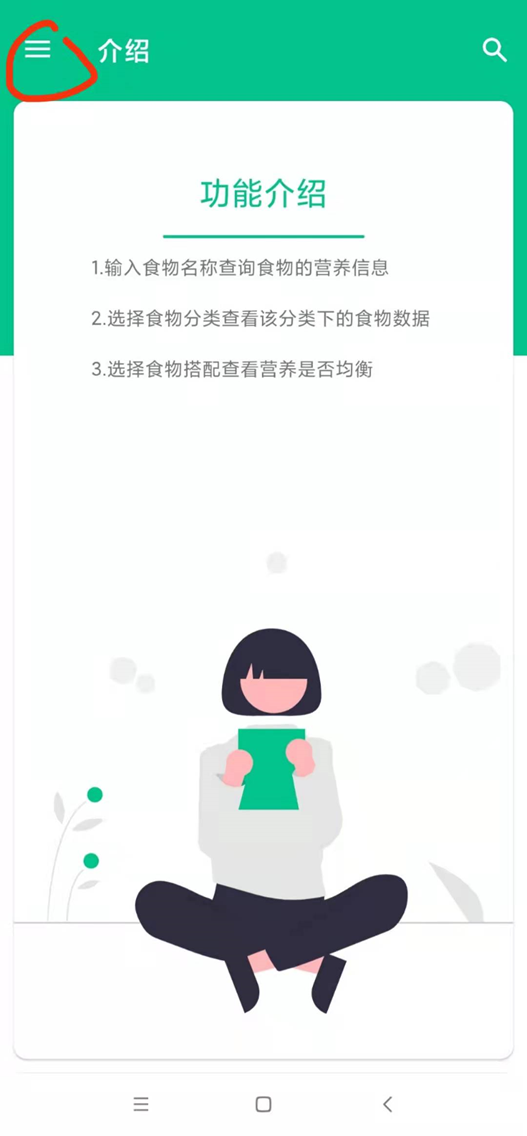 介绍
功能介绍
1.输入食物名称查询食物的营养信息
2.选择食物分类查看该分类下的食物数据
3.选择食物搭配查看营养是否均衡